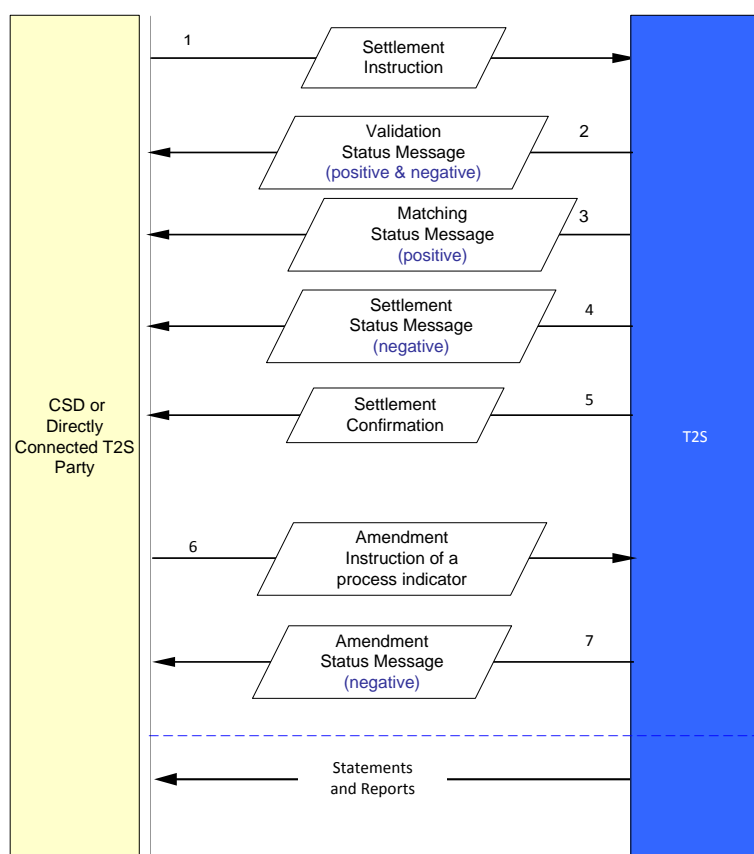 1
Settlement
Instruction
Validation
Status Message
(positive & negative)
2
Matching
Status Message
(positive)
3
Settlement
Status Message
(negative)
4
Settlement
Confirmation
5
CSD or
Directly
Connected T2S
Party
T2S
6
Amendment
Instruction of a
process indicator
Amendment
Status Message
(negative)
7
Statements
and Reports